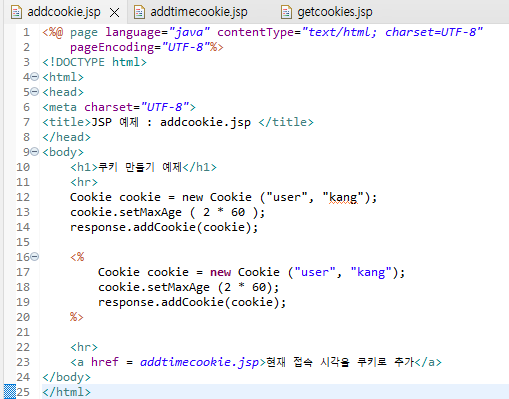 addcookie.jsp addtimecookie.jsp getcookies.jsp
1 <%@ page language="java" contentType="text/html; charset=UTF-8"
2     pageEncoding="UTF-8"%>
3 <!DOCTYPE html>
4 <html>
5 <head>
6 <meta charset="UTF-8">
7 <title>JSP 예제 : addcookie.jsp </title>
8 </head>
9 <body>
10     <h1>쿠키 만들기 예제</h1>
11     <hr>
12     Cookie cookie = new Cookie ("user", "kang");
13     cookie.setMaxAge ( 2 * 60 );
14     response.addCookie(cookie);
15
16     <%
17         Cookie cookie = new Cookie ("user", "kang");
18         cookie.setMaxAge (2 * 60);
19         response.addCookie(cookie);
20     %>
21
22     <hr>
23     <a href = addtimecookie.jsp>현재 접속 시각을 쿠키로 추가</a>
24 </body>
25 </html>